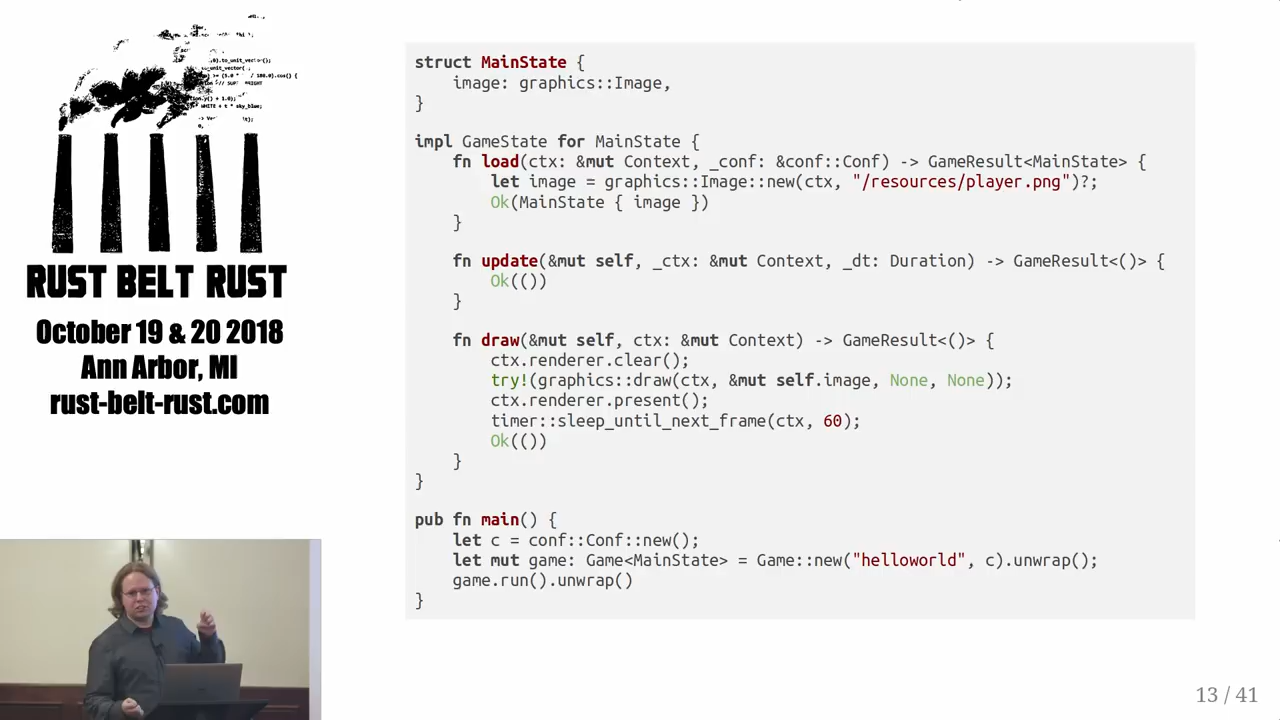 RUST BELT RUST
October 19 & 20 2018
Ann Arbor, MI
rust-belt-rust.com
struct MainState {
    image: graphics::Image,
}
impl GameState for MainState {
    fn load(ctx: &mut Context, _conf: &conf::Conf) -> GameResult<MainState> {
        let image = graphics::Image::new(ctx, "/resources/player.png")?;
        Ok(MainState { image })
    }
    fn update(&mut self, _ctx: &mut Context, _dt: Duration) -> GameResult<()> {
        Ok(())
    }
    fn draw(&mut self, ctx: &mut Context) -> GameResult<()> {
        ctx.renderer.clear();
        try!(graphics::draw(ctx, &mut self.image, None, None));
        ctx.renderer.present();
        timer::sleep_until_next_frame(ctx, 60);
        Ok(())
    }
}
pub fn main() {
    let c = conf::Conf::new();
    let mut game: Game<MainState> = Game::new("helloworld", c).unwrap();
    game.run().unwrap()
}
13 / 41